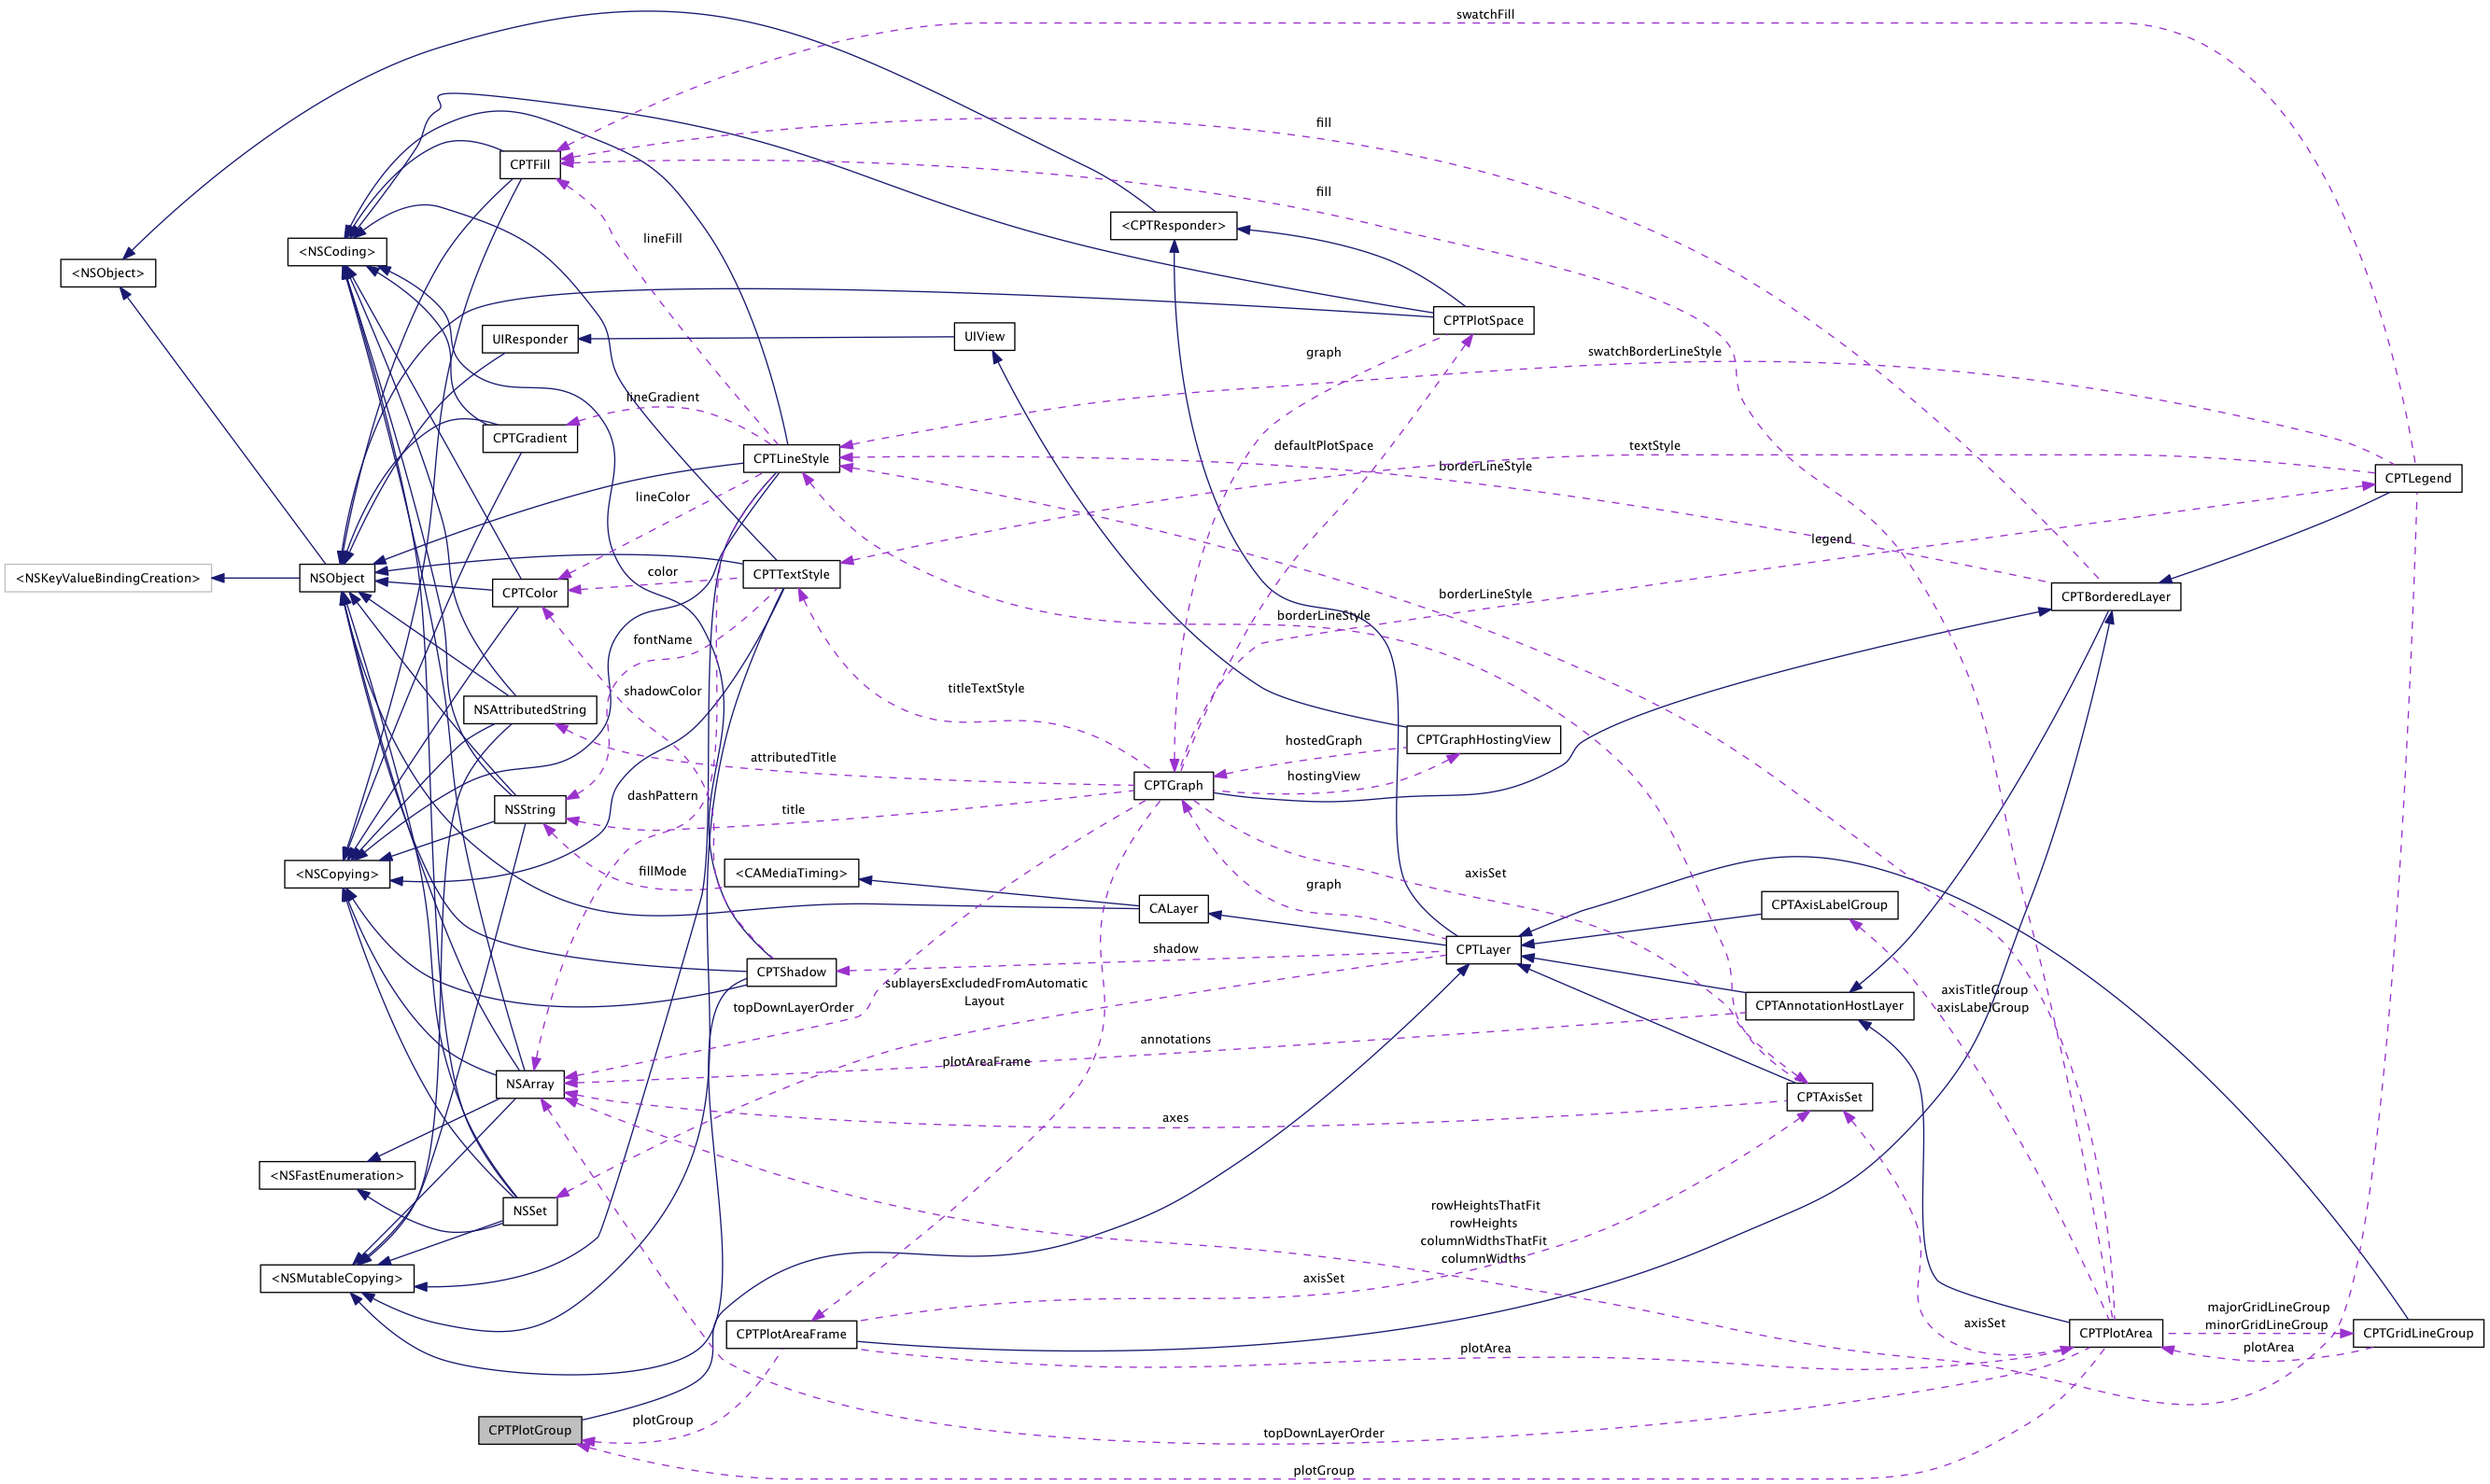 swatchFill
fill
CPTFill
fill
<CPTResponder>
lineFill
<NSCoding>
<NSObject>
CPTPlotSpace
UIResponder
UIView
graph
swatchBorderLineStyle
lineGradient
CPTGradient
defaultPlotSpace
textStyle
CPTLineStyle
borderLineStyle
CPTLegend
lineColor
legend
<NSKeyValueBindingCreation>
NSObject
color
CPTTextStyle
CPTColor
borderLineStyle
CPTBorderedLayer
borderLineStyle
fontName
shadowColor
titleTextStyle
NSAttributedString
hostedGraph
CPTGraphHostingView
attributedTitle
hostingView
CPTGraph
dashPattern
NSString
title
fillMode
<CAMediaTiming>
<NSCopying>
axisSet
graph
CALayer
CPTAxisLabelGroup
shadow
CPTLayer
CPTShadow
sublayersExcludedFromAutomatic
Layout
axisTitleGroup
axisLabelGroup
topDownLayerOrder
CPTAnnotationHostLayer
annotations
plotAreaFrame
NSArray
CPTAxisSet
axes
<NSFastEnumeration>
NSSet
rowHeightsThatFit
rowHeights
columnWidthsThatFit
columnWidths
<NSMutableCopying>
axisSet
majorGridLineGroup
minorGridLineGroup
axisSet
CPTPlotAreaFrame
CPTPlotArea
CPTGridLineGroup
plotArea
plotArea
plotGroup
CPTPlotGroup
topDownLayerOrder
plotGroup